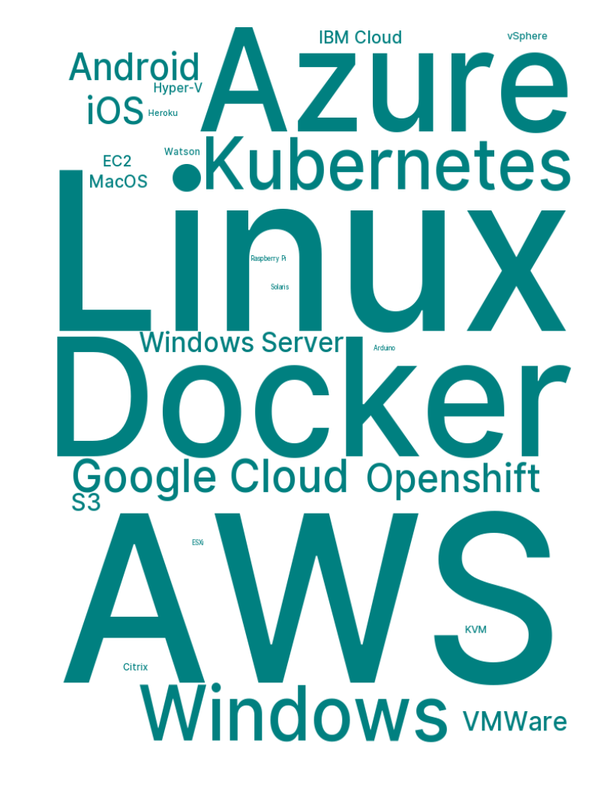 IBM Cloud
vSphere
Android
Azure
Hyper-V
iOS
Heroku
Kubernetes
Watson
EC2
MacOS
Linux
Raspberry Pi
Solaris
Windows Server
Arduino
Docker
Google Cloud
Openshift
S3
AWS
ESXi
KVM
Citrix
Windows
VMWare